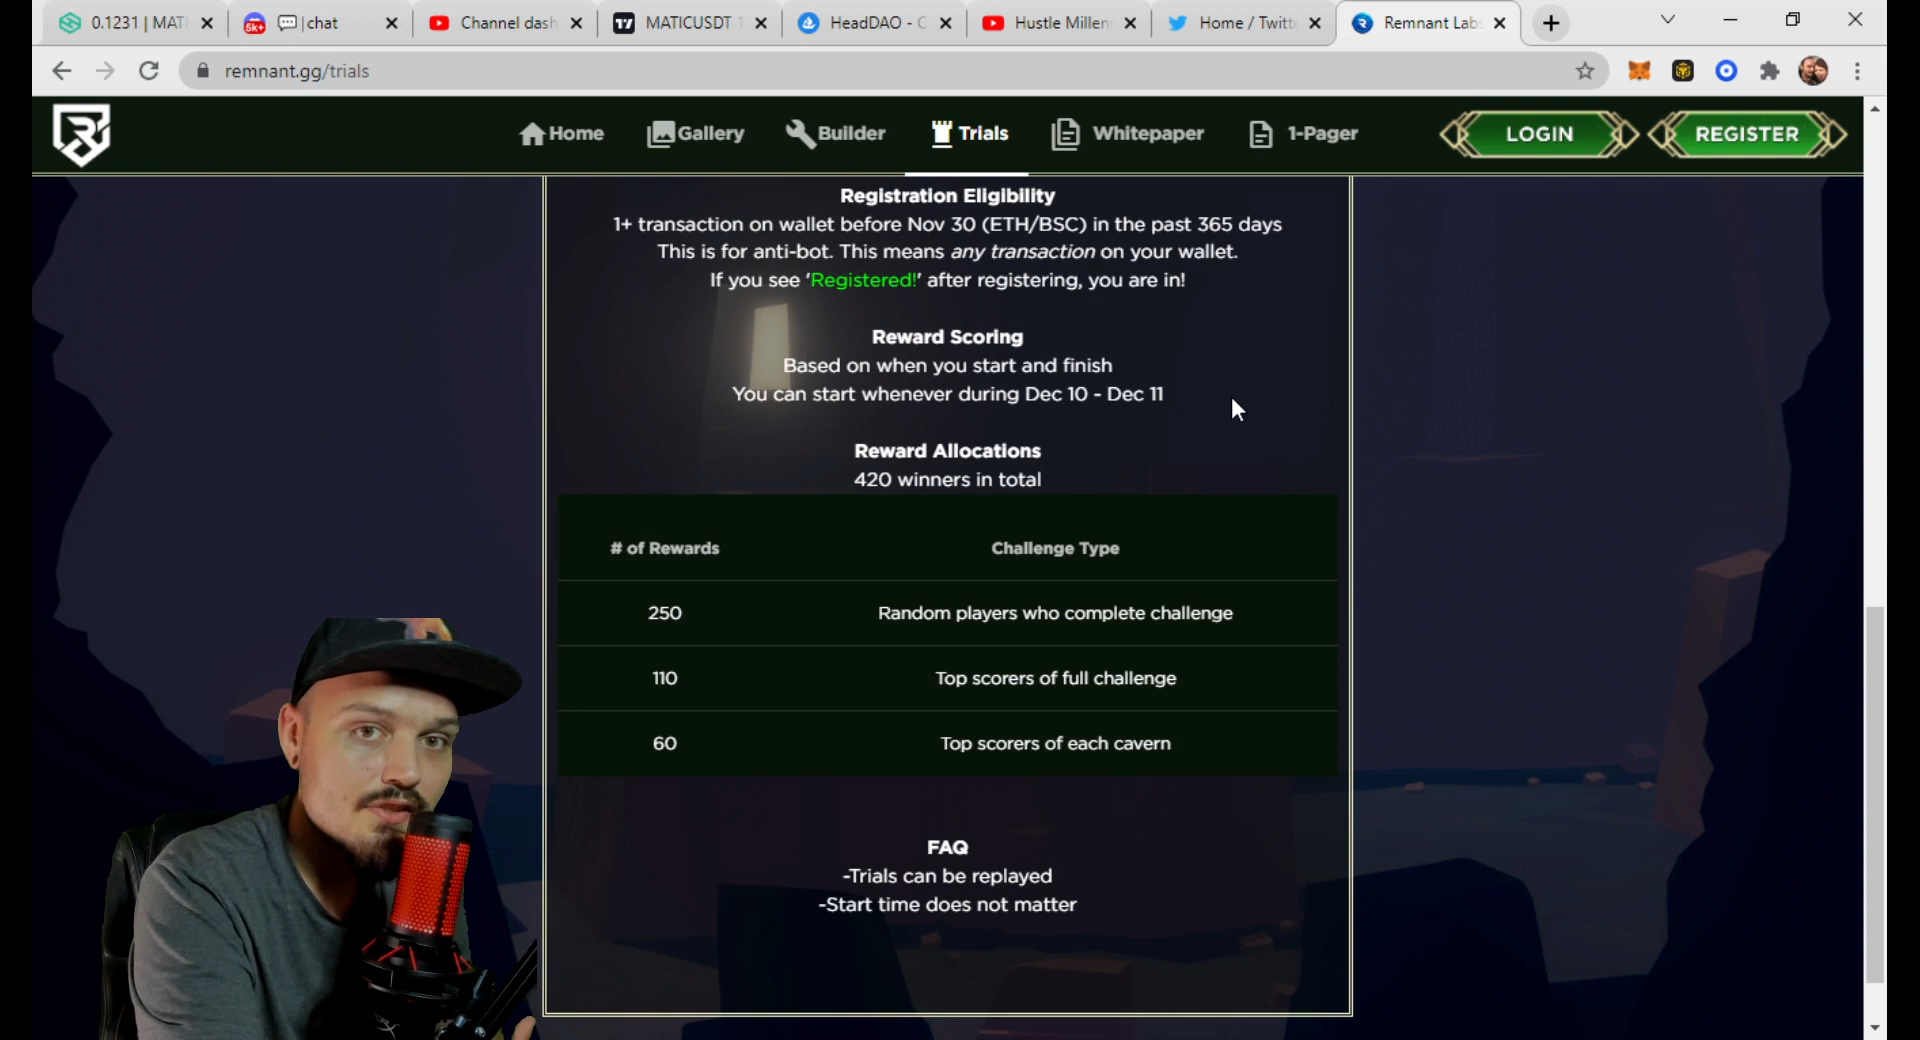 0.1231 | MATI
5K+
|chat
Channel dash
MATICUSDT
HeadDAO - C
Hustle Millen
Home / Twitt
Remnant Lab
remnant.gg/trials
Home
Gallery
Builder
Trials
Whitepaper
1-Pager
LOGIN
REGISTER
Registration Eligibility
1+ transaction on wallet before Nov 30 (ETH/BSC) in the past 365 days
This is for anti-bot. This means any transaction on your wallet.
If you see 'Registered!' after registering, you are in!
Reward Scoring
Based on when you start and finish
You can start whenever during Dec 10 - Dec 11
Reward Allocations
420 winners in total
# of Rewards Challenge Type
250 Random players who complete challenge
110 Top scorers of full challenge
60 Top scorers of each cavern
FAQ
-Trials can be replayed
-Start time does not matter